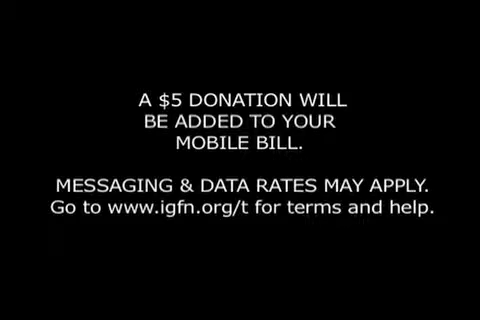 A $5 DONATION WILL
BE ADDED TO YOUR
MOBILE BILL.
MESSAGING & DATA RATES MAY APPLY.
Go to www.igfn.org/t for terms and help.